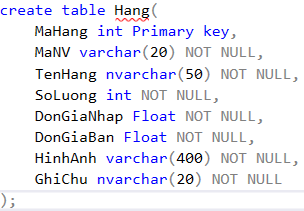 create table Hang(
MaHang int Primary key,
MaNV varchar(20) NOT NULL,
TenHang nvarchar(50) NOT NULL,
SoLuong int NOT NULL,
DonGiaNhap Float NOT NULL,
DonGiaBan Float NOT NULL,
HinhAnh varchar(400) NOT NULL,
GhiChu nvarchar(20) NOT NULL
);